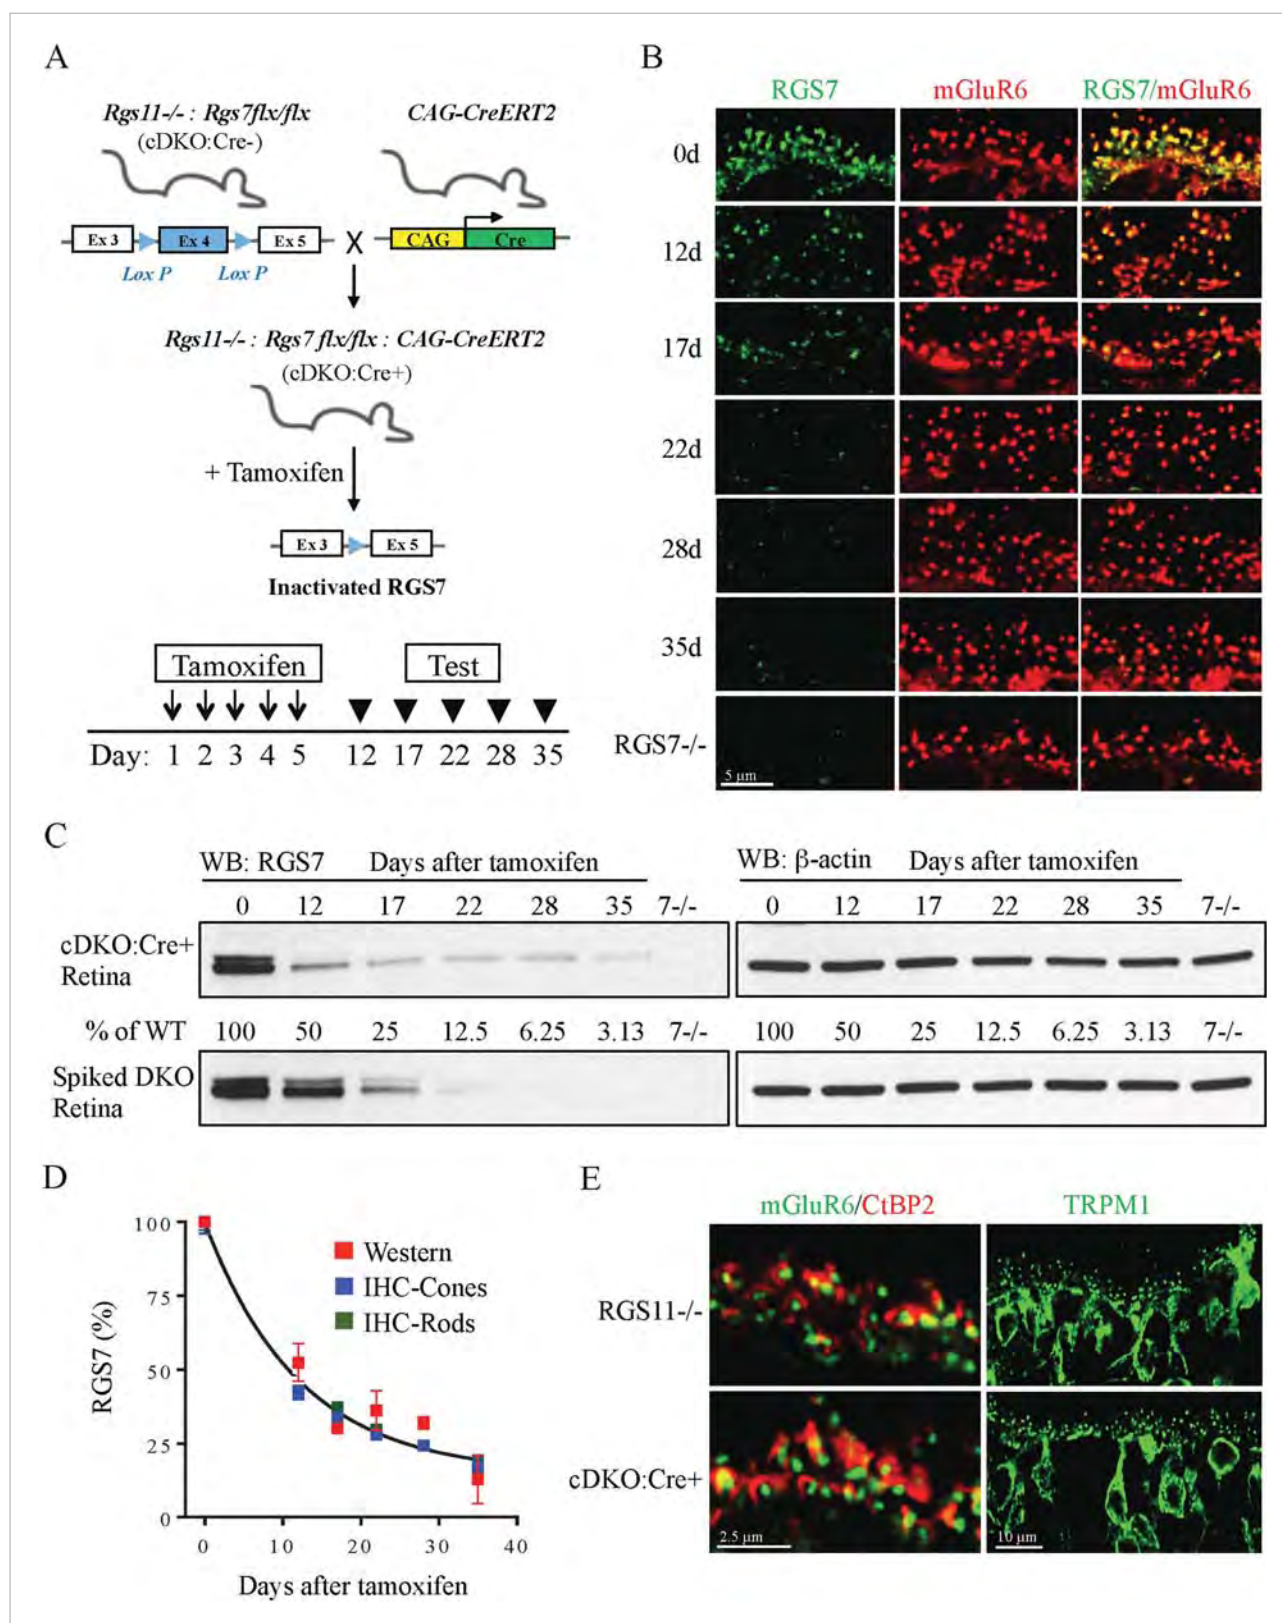 A
Rgs11-/- : Rgs7flx/flx
(cDKO:Cre-)
CAG-CreERT2
Ex 3
Ex 4
Ex 5
X
CAG
Cre
Lox P
Lox P
Rgs11-/- : Rgs7 flx/flx : CAG-CreERT2
(cDKO:Cre+)
+ Tamoxifen
Ex 3
Ex 5
Inactivated RGS7
Tamoxifen
Test
Day: 1 2 3 4 5 12 17 22 28 35
B
RGS7
mGluR6
RGS7/mGluR6
0d
12d
17d
22d
28d
35d
RGS7-/-
5 µm
C
WB: RGS7 Days after tamoxifen
0 12 17 22 28 35 7-/-
WB: β-actin Days after tamoxifen
0 12 17 22 28 35 7-/-
cDKO:Cre+
Retina
% of WT
100 50 25 12.5 6.25 3.13 7-/-
100 50 25 12.5 6.25 3.13 7-/-
Spiked DKO
Retina
D
100
75
50
25
0
RGS7 (%)
Western
IHC-Cones
IHC-Rods
0 10 20 30 40
Days after tamoxifen
E
mGluR6/CtBP2
TRPM1
RGS11-/-
cDKO:Cre+
2.5 µm
10 µm